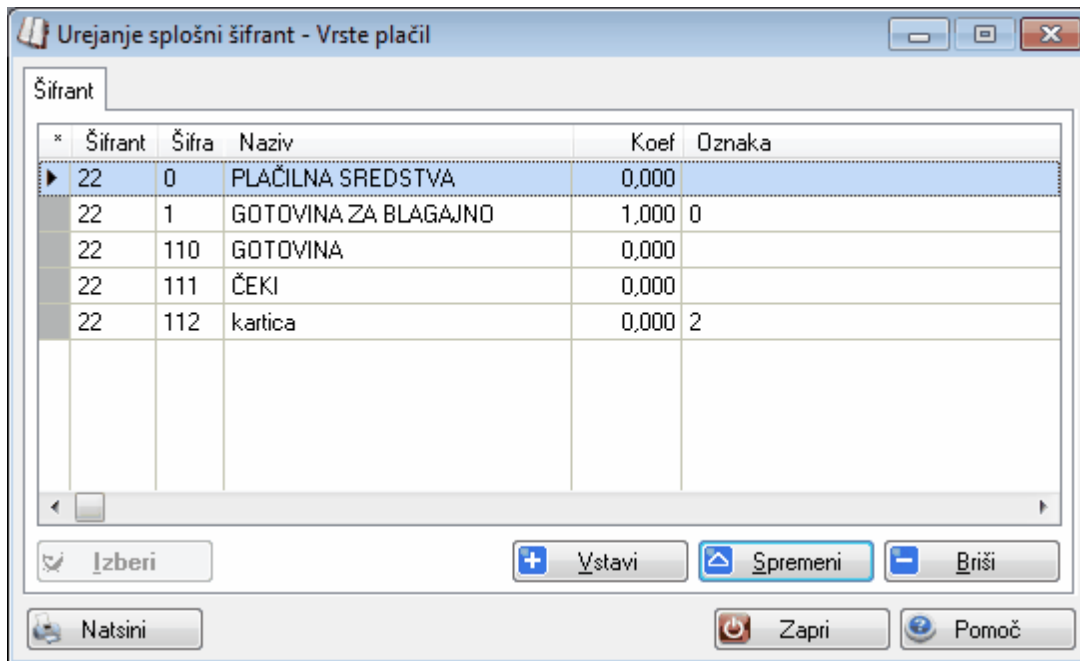 Urejanje splošni šifrant - Vrste plačil
Šifrant
* Šifrant Šifra Naziv Koef Oznaka
22 0 PLAČILNA SREDSTVA 0,000
22 1 GOTOVINA ZA BLAGAJNO 1,000 0
22 110 GOTOVINA 0,000
22 111 ČEKI 0,000
22 112 kartica 0,000 2
Izberi Vstavi Spremeni Briši
Natsini Zapri Pomoč